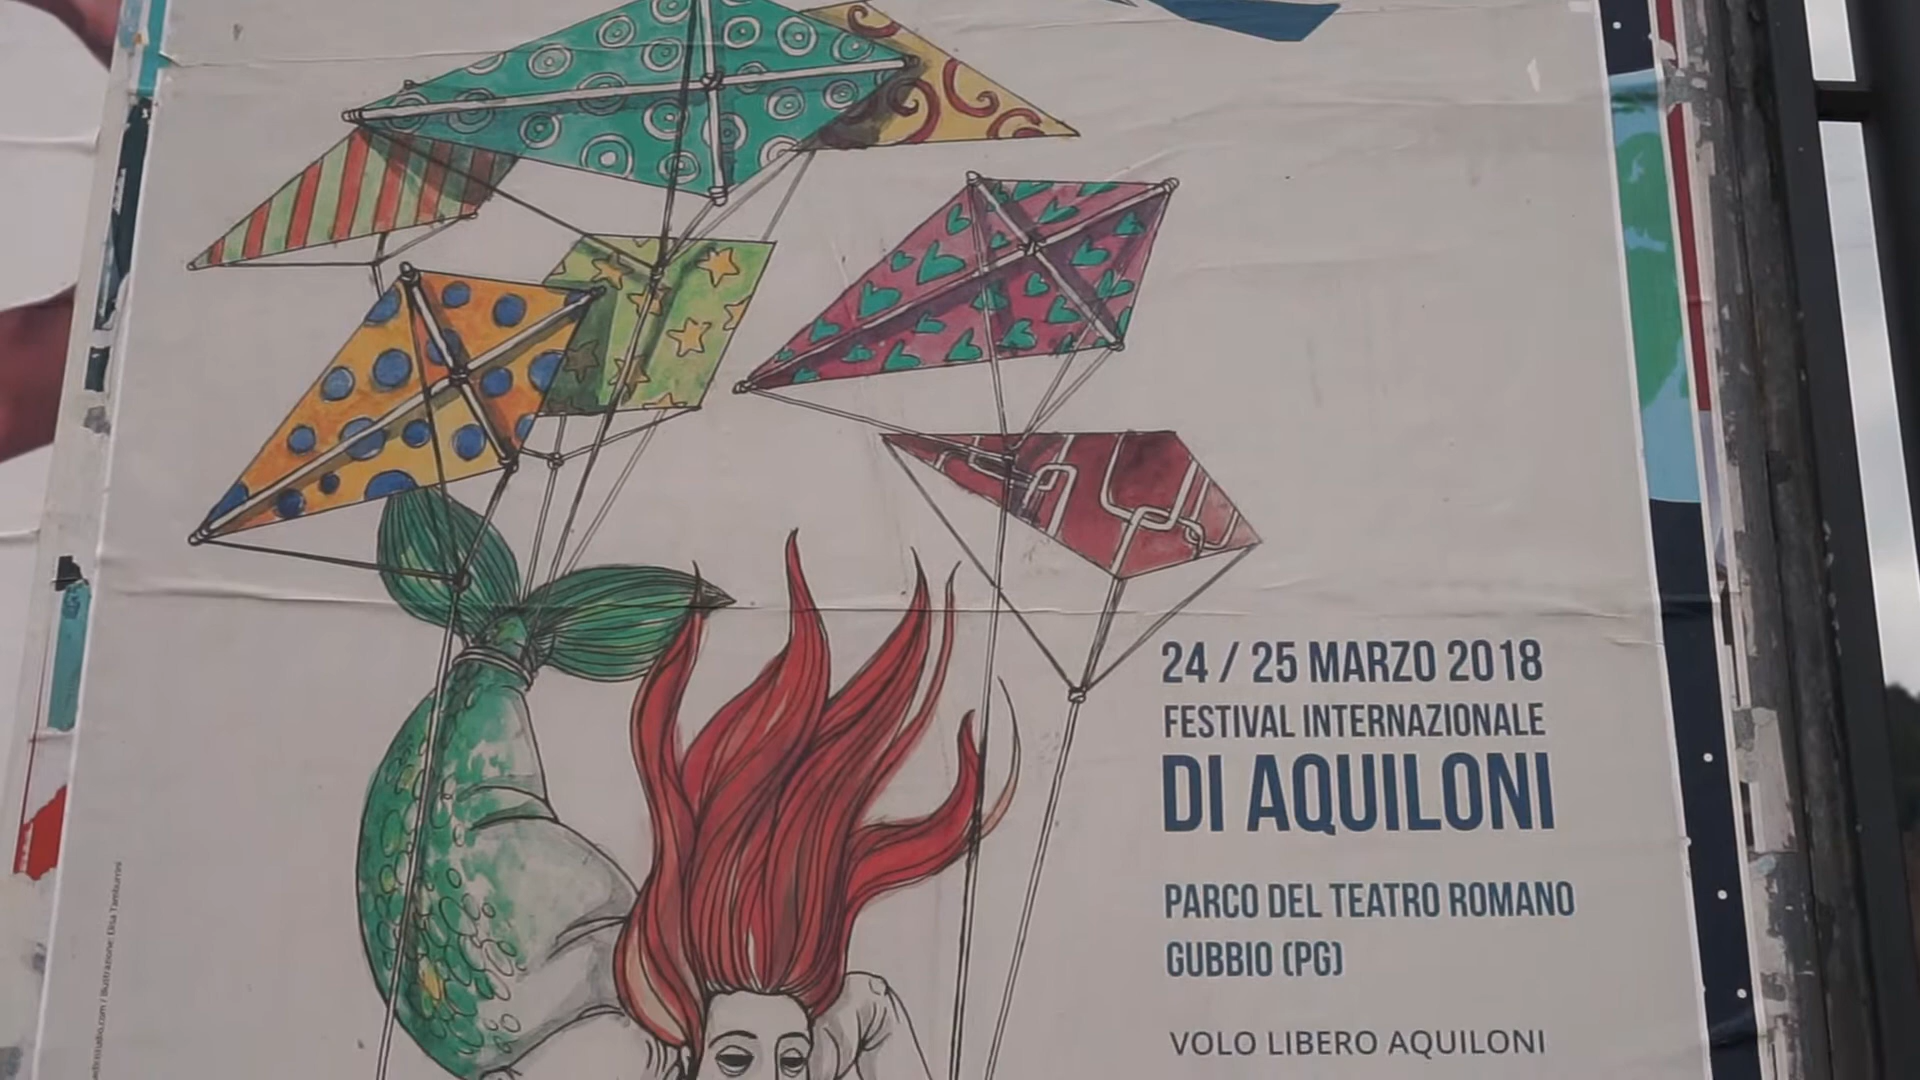 24 / 25 MARZO 2018
FESTIVAL INTERNAZIONALE
DI AQUILONI
PARCO DEL TEATRO ROMANO
GUBBIO (PG)
VOLO LIBERO AQUILONI